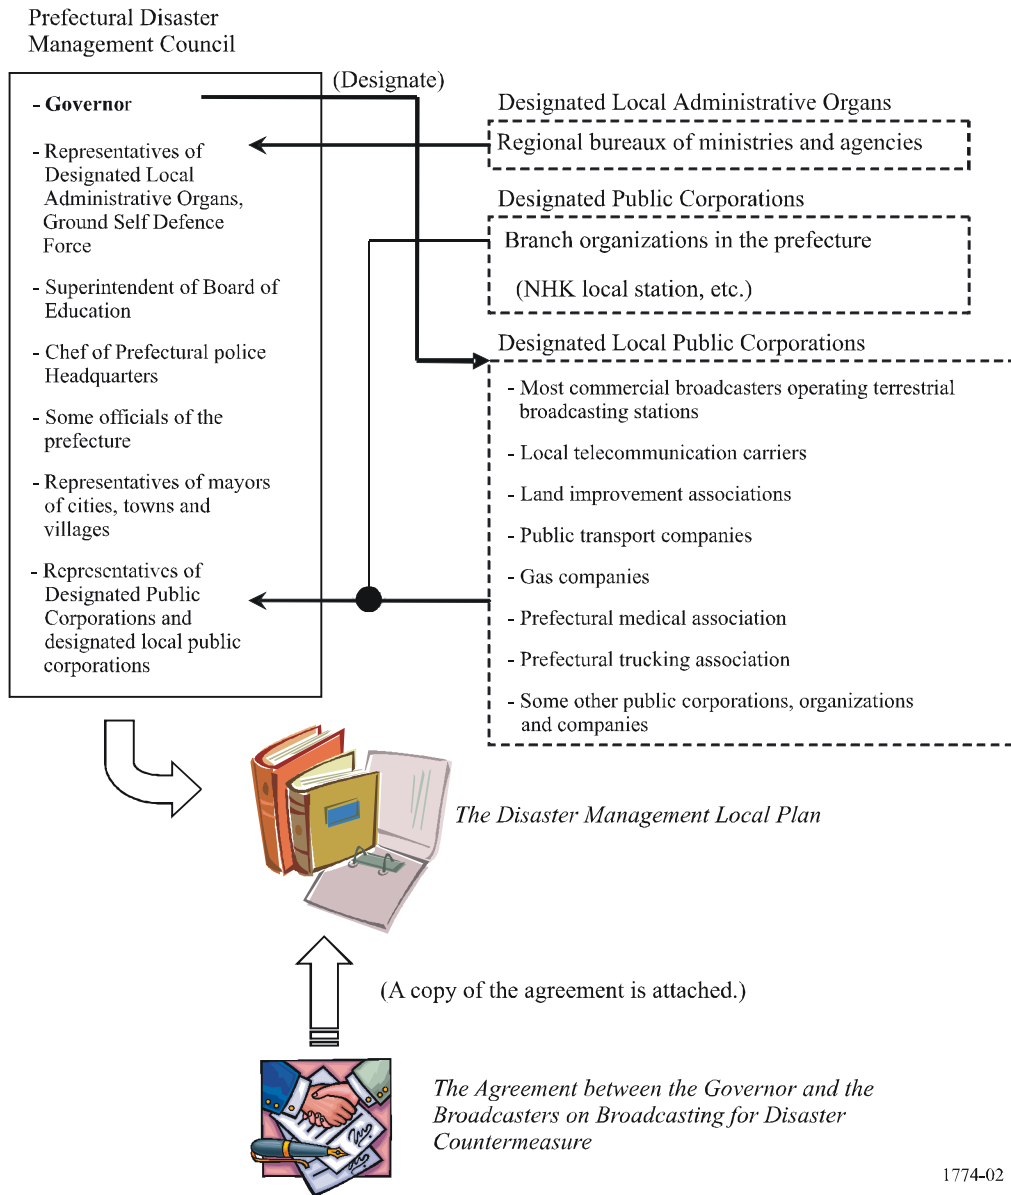 Prefectural Disaster
Management Council
- Governor
- Representatives of
Designated Local
Administrative Organs,
Ground Self Defence
Force
- Superintendent of Board of
Education
- Chef of Prefectural police
Headquarters
- Some officials of the
prefecture
- Representatives of mayors
of cities, towns and
villages
- Representatives of
Designated Public
Corporations and
designated local public
corporations
(Designate)
Designated Local Administrative Organs
Regional bureaux of ministries and agencies
Designated Public Corporations
Branch organizations in the prefecture
(NHK local station, etc.)
Designated Local Public Corporations
- Most commercial broadcasters operating terrestrial
broadcasting stations
- Local telecommunication carriers
- Land improvement associations
- Public transport companies
- Gas companies
- Prefectural medical association
- Prefectural trucking association
- Some other public corporations, organizations
and companies
The Disaster Management Local Plan
(A copy of the agreement is attached.)
The Agreement between the Governor and the
Broadcasters on Broadcasting for Disaster
Countermeasure
1774-02